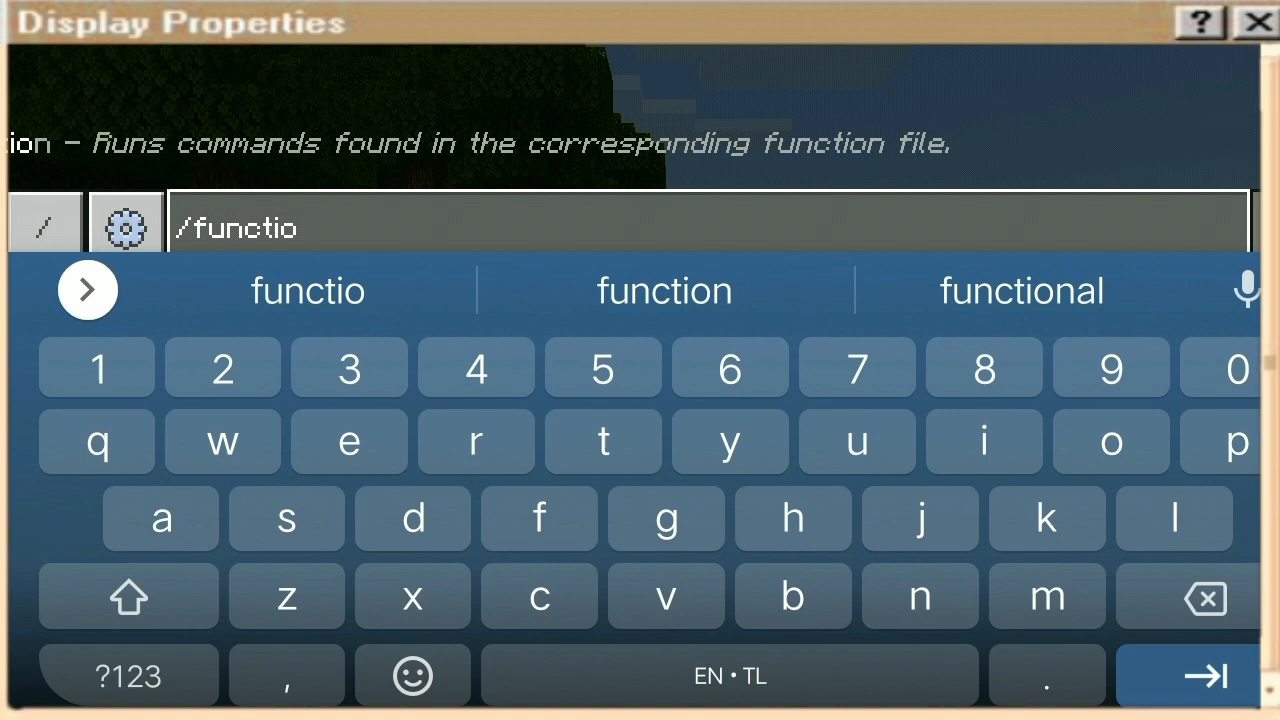 Display Properties
ion - Runs commands found in the corresponding function file.
/ /functio
functio function functional
1 2 3 4 5 6 7 8 9 0
q w e r t y u i o p
a s d f g h j k l
z x c v b n m
?123 , EN • TL .